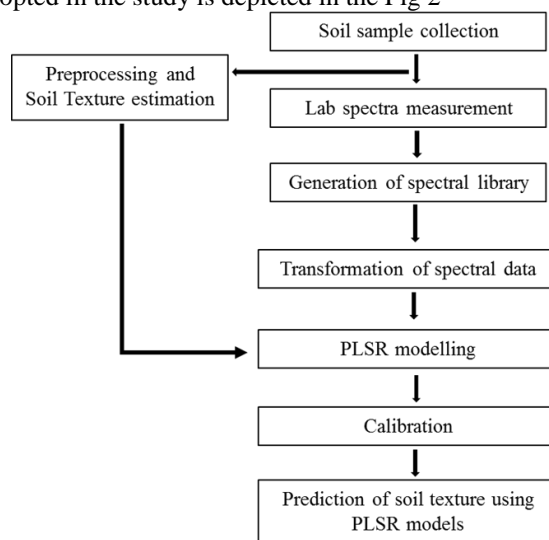 opted in the study is depicted in the Fig 2
Soil sample collection
Preprocessing and
Soil Texture estimation
Lab spectra measurement
Generation of spectral library
Transformation of spectral data
PLSR modelling
Calibration
Prediction of soil texture using
PLSR models